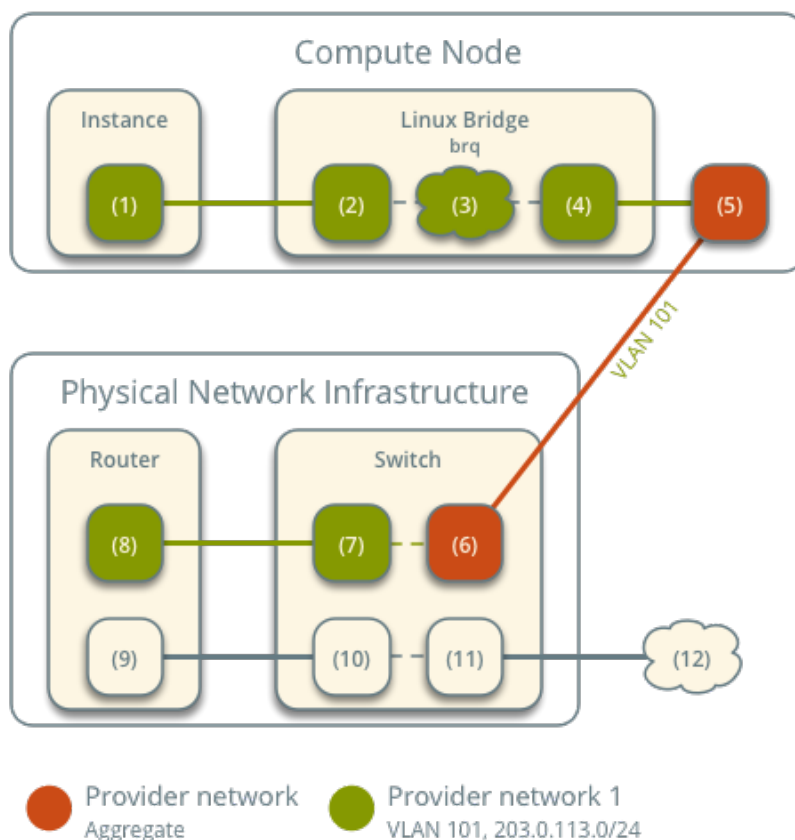 Compute Node
Instance
Linux Bridge
brq
(1)
(2)
(3)
(4)
(5)
VLAN 101
Physical Network Infrastructure
Router
Switch
(8)
(7)
(6)
(9)
(10)
(11)
(12)
Provider network
Aggregate
Provider network 1
VLAN 101, 203.0.113.0/24